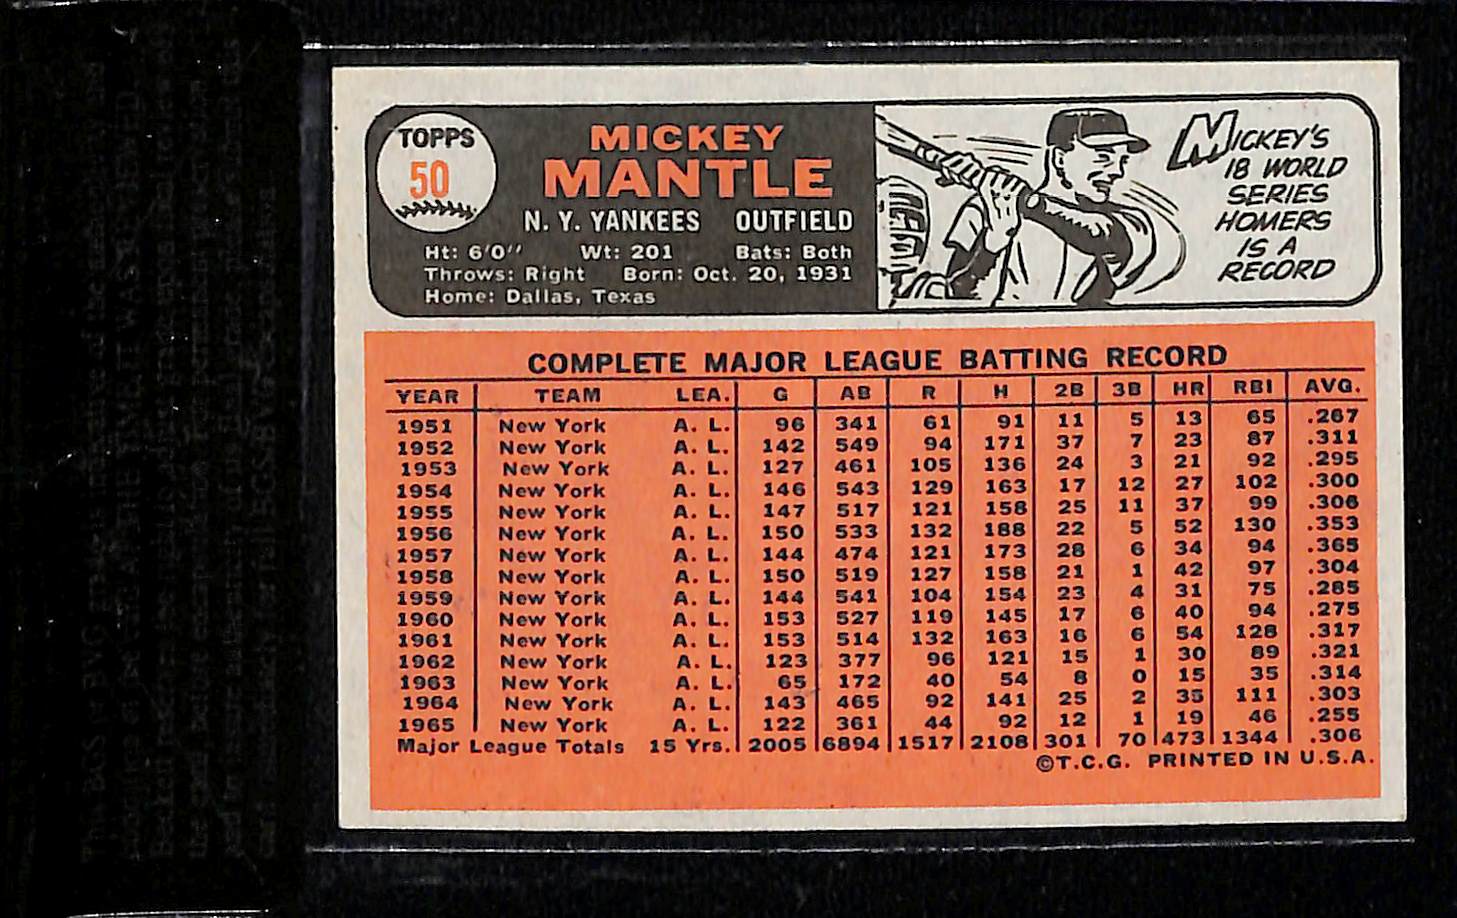 TOPPS
50
MICKEY
MANTLE
N. Y. YANKEES OUTFIELD
Ht: 6'0" Wt: 201 Bats: Both
Throws: Right Born: Oct. 20, 1931
Home: Dallas, Texas
MICKEY'S
18 WORLD
SERIES
HOMERS
IS A
RECORD
COMPLETE MAJOR LEAGUE BATTING RECORD
YEAR TEAM LEA. G AB R H 2B 3B HR RBI AVG.
1951 New York A. L. 96 341 61 91 11 5 13 65 .267
1952 New York A. L. 142 549 94 171 37 7 23 87 .311
1953 New York A. L. 127 461 105 136 24 3 21 92 .295
1954 New York A. L. 146 543 129 163 17 12 27 102 .300
1955 New York A. L. 147 517 121 158 25 11 37 99 .306
1956 New York A. L. 150 533 132 188 22 5 52 130 .353
1957 New York A. L. 144 474 121 173 28 6 34 94 .365
1958 New York A. L. 150 519 127 158 21 1 42 97 .304
1959 New York A. L. 144 541 104 154 23 4 31 75 .285
1960 New York A. L. 153 527 119 145 17 6 40 94 .275
1961 New York A. L. 153 514 132 163 16 6 54 128 .317
1962 New York A. L. 123 377 96 121 15 1 30 89 .321
1963 New York A. L. 65 172 40 54 8 0 15 35 .314
1964 New York A. L. 143 465 92 141 25 2 35 111 .303
1965 New York A. L. 122 361 44 92 12 1 19 46 .255
Major League Totals 15 Yrs. 2005 6894 1517 2108 301 70 473 1344 .306
©T.C.G. PRINTED IN U.S.A.